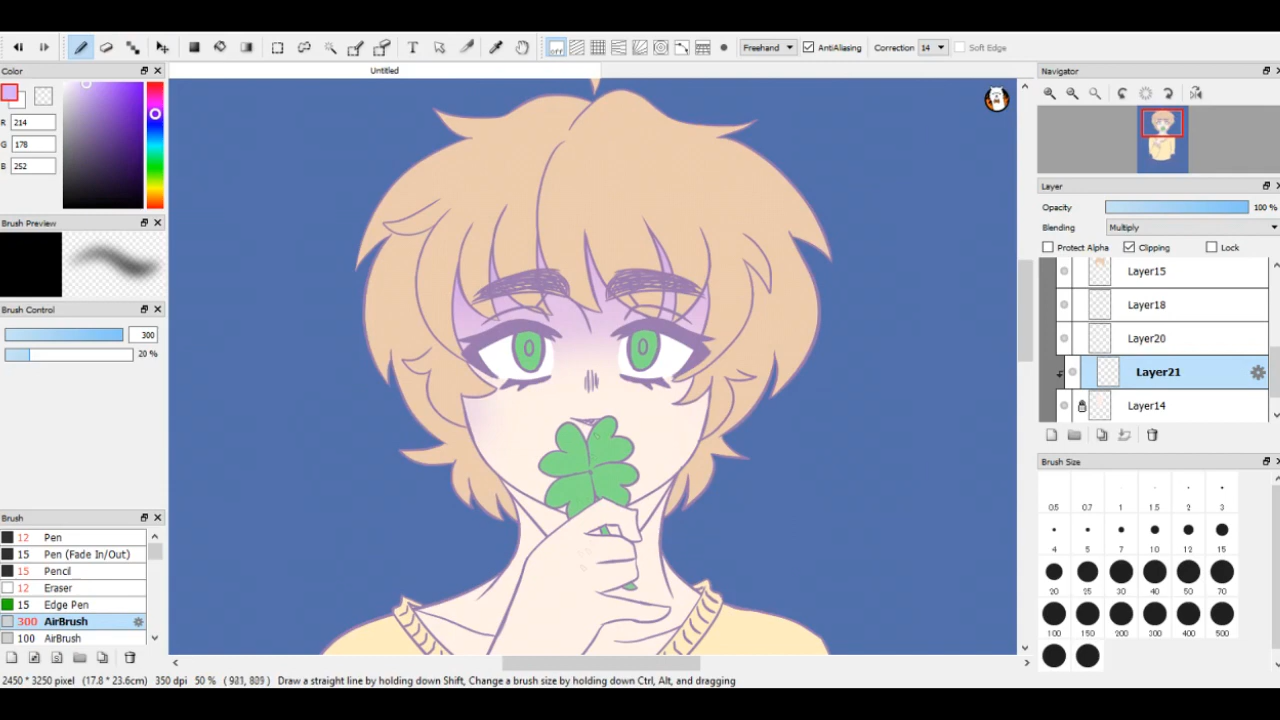 T
off
Freehand
AntiAliasing
Correction 14
Soft Edge
Color
Untitled
Navigator
R 214
G 178
B 252
Layer
Opacity 100 %
Blending Multiply
Protect Alpha Clipping Lock
Brush Preview
Layer15
Layer18
Brush Control
300
20 %
Layer20
Layer21
Layer14
Brush Size
0.5 0.7 1 1.5 2 3
4 5 7 10 12 15
20 25 30 40 50 70
100 150 200 300 400 500
Brush
12 Pen
15 Pen (Fade In/Out)
15 Pencil
12 Eraser
15 Edge Pen
300 AirBrush
100 AirBrush
2450 * 3250 pixel (17.8 * 23.6cm) 350 dpi 50 % Draw a straight line by holding down Shift, Change a brush size by holding down Ctrl, Alt, and dragging